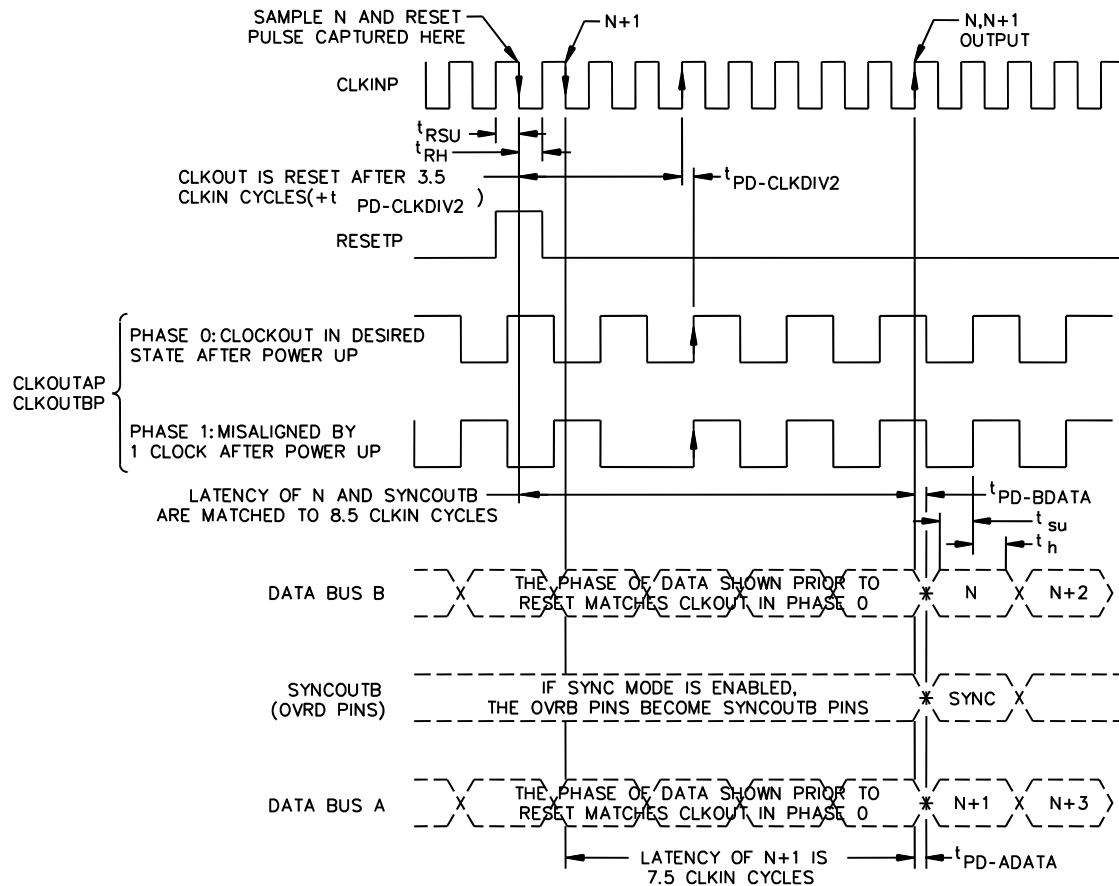 SAMPLE N AND RESET
PULSE CAPTURED HERE
N+1
N,N+1
OUTPUT
CLKINP
tRSU
tRH
CLKOUT IS RESET AFTER 3.5
CLKIN CYCLES(+t PD-CLKDIV2 )
tPD-CLKDIV2
RESETP
PHASE 0:CLOCKOUT IN DESIRED
STATE AFTER POWER UP
CLKOUTAP
CLKOUTBP
PHASE 1:MISALIGNED BY
1 CLOCK AFTER POWER UP
LATENCY OF N AND SYNCOUTB
ARE MATCHED TO 8.5 CLKIN CYCLES
tPD-BDATA
tsu
th
DATA BUS B
THE PHASE OF DATA SHOWN PRIOR TO
RESET MATCHES CLKOUT IN PHASE 0
N
N+2
SYNCOUTB
(OVRD PINS)
IF SYNC MODE IS ENABLED,
THE OVRB PINS BECOME SYNCOUTB PINS
SYNC
DATA BUS A
THE PHASE OF DATA SHOWN PRIOR TO
RESET MATCHES CLKOUT IN PHASE 0
N+1
N+3
LATENCY OF N+1 IS
7.5 CLKIN CYCLES
tPD-ADATA